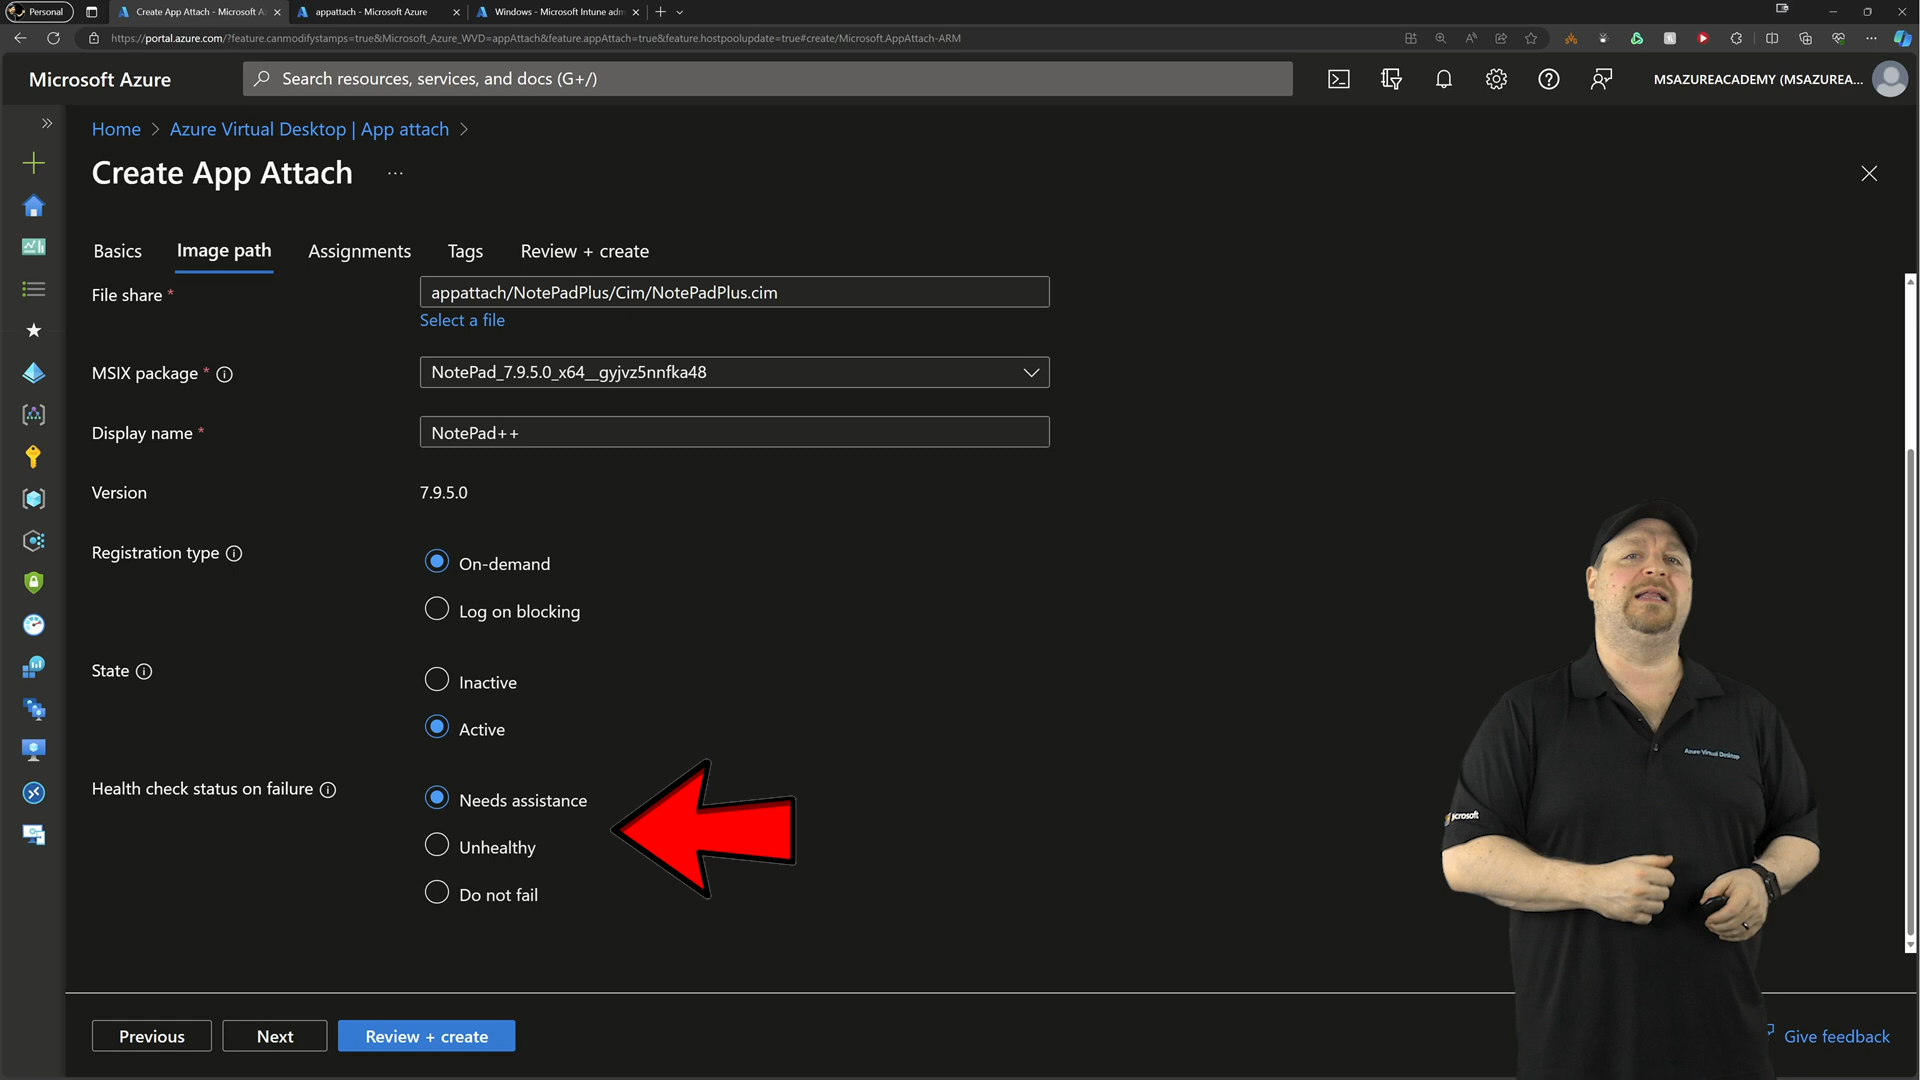 Personal
Create App Attach - Microsoft A
appattach - Microsoft Azure
Windows - Microsoft Intune adm
https://portal.azure.com/?feature.canmodifystamps=true&Microsoft_Azure_WVD=appAttach&feature.appAttach=true&feature.hostpoolupdate=true#create/Microsoft.AppAttach-ARM
Microsoft Azure
Search resources, services, and docs (G+/)
MSAZUREACADEMY (MSAZUREA...
Home > Azure Virtual Desktop | App attach >
Create App Attach ...
Basics
Image path
Assignments
Tags
Review + create
File share *
appattach/NotePadPlus/Cim/NotePadPlus.cim
Select a file
MSIX package *
NotePad_7.9.5.0_x64__gyjvz5nnfka48
Display name *
NotePad++
Version
7.9.5.0
Registration type
On-demand
Log on blocking
State
Inactive
Active
Health check status on failure
Needs assistance
Unhealthy
Do not fail
Azure Virtual Desktop
Microsoft
Previous
Next
Review + create
Give feedback